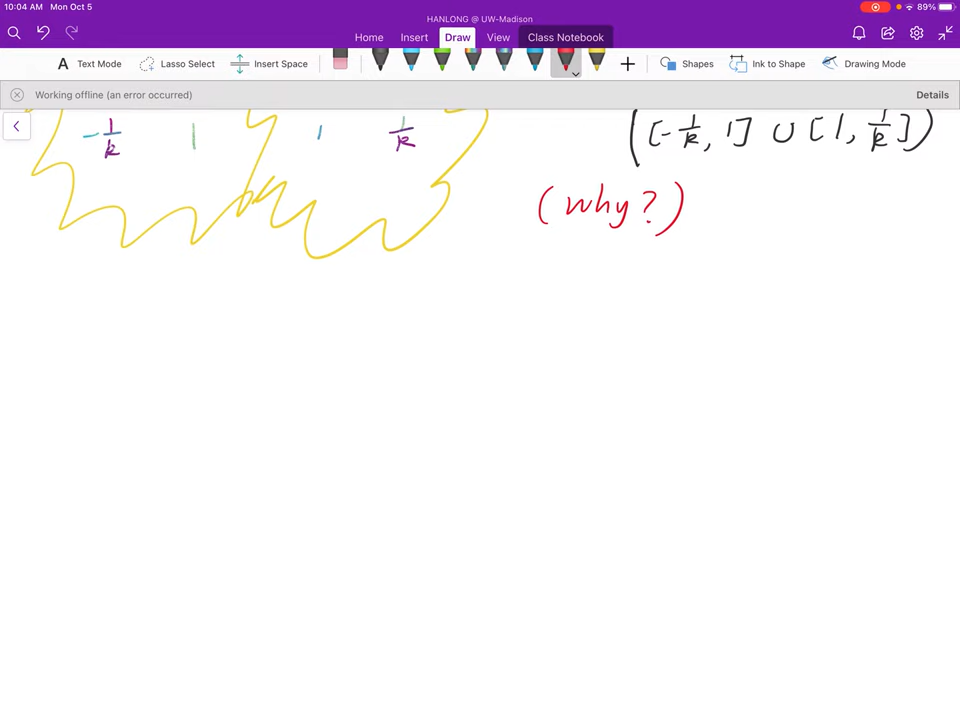 10:04 AM Mon Oct 5
89%
HANLONG @ UW-Madison
Home Insert Draw View Class Notebook
Text Mode Lasso Select Insert Space Shapes Ink to Shape Drawing Mode
Working offline (an error occurred) Details
-1/k 1 1 1/k
([-1/k, 1] ∪ [1, 1/k])
(why?)